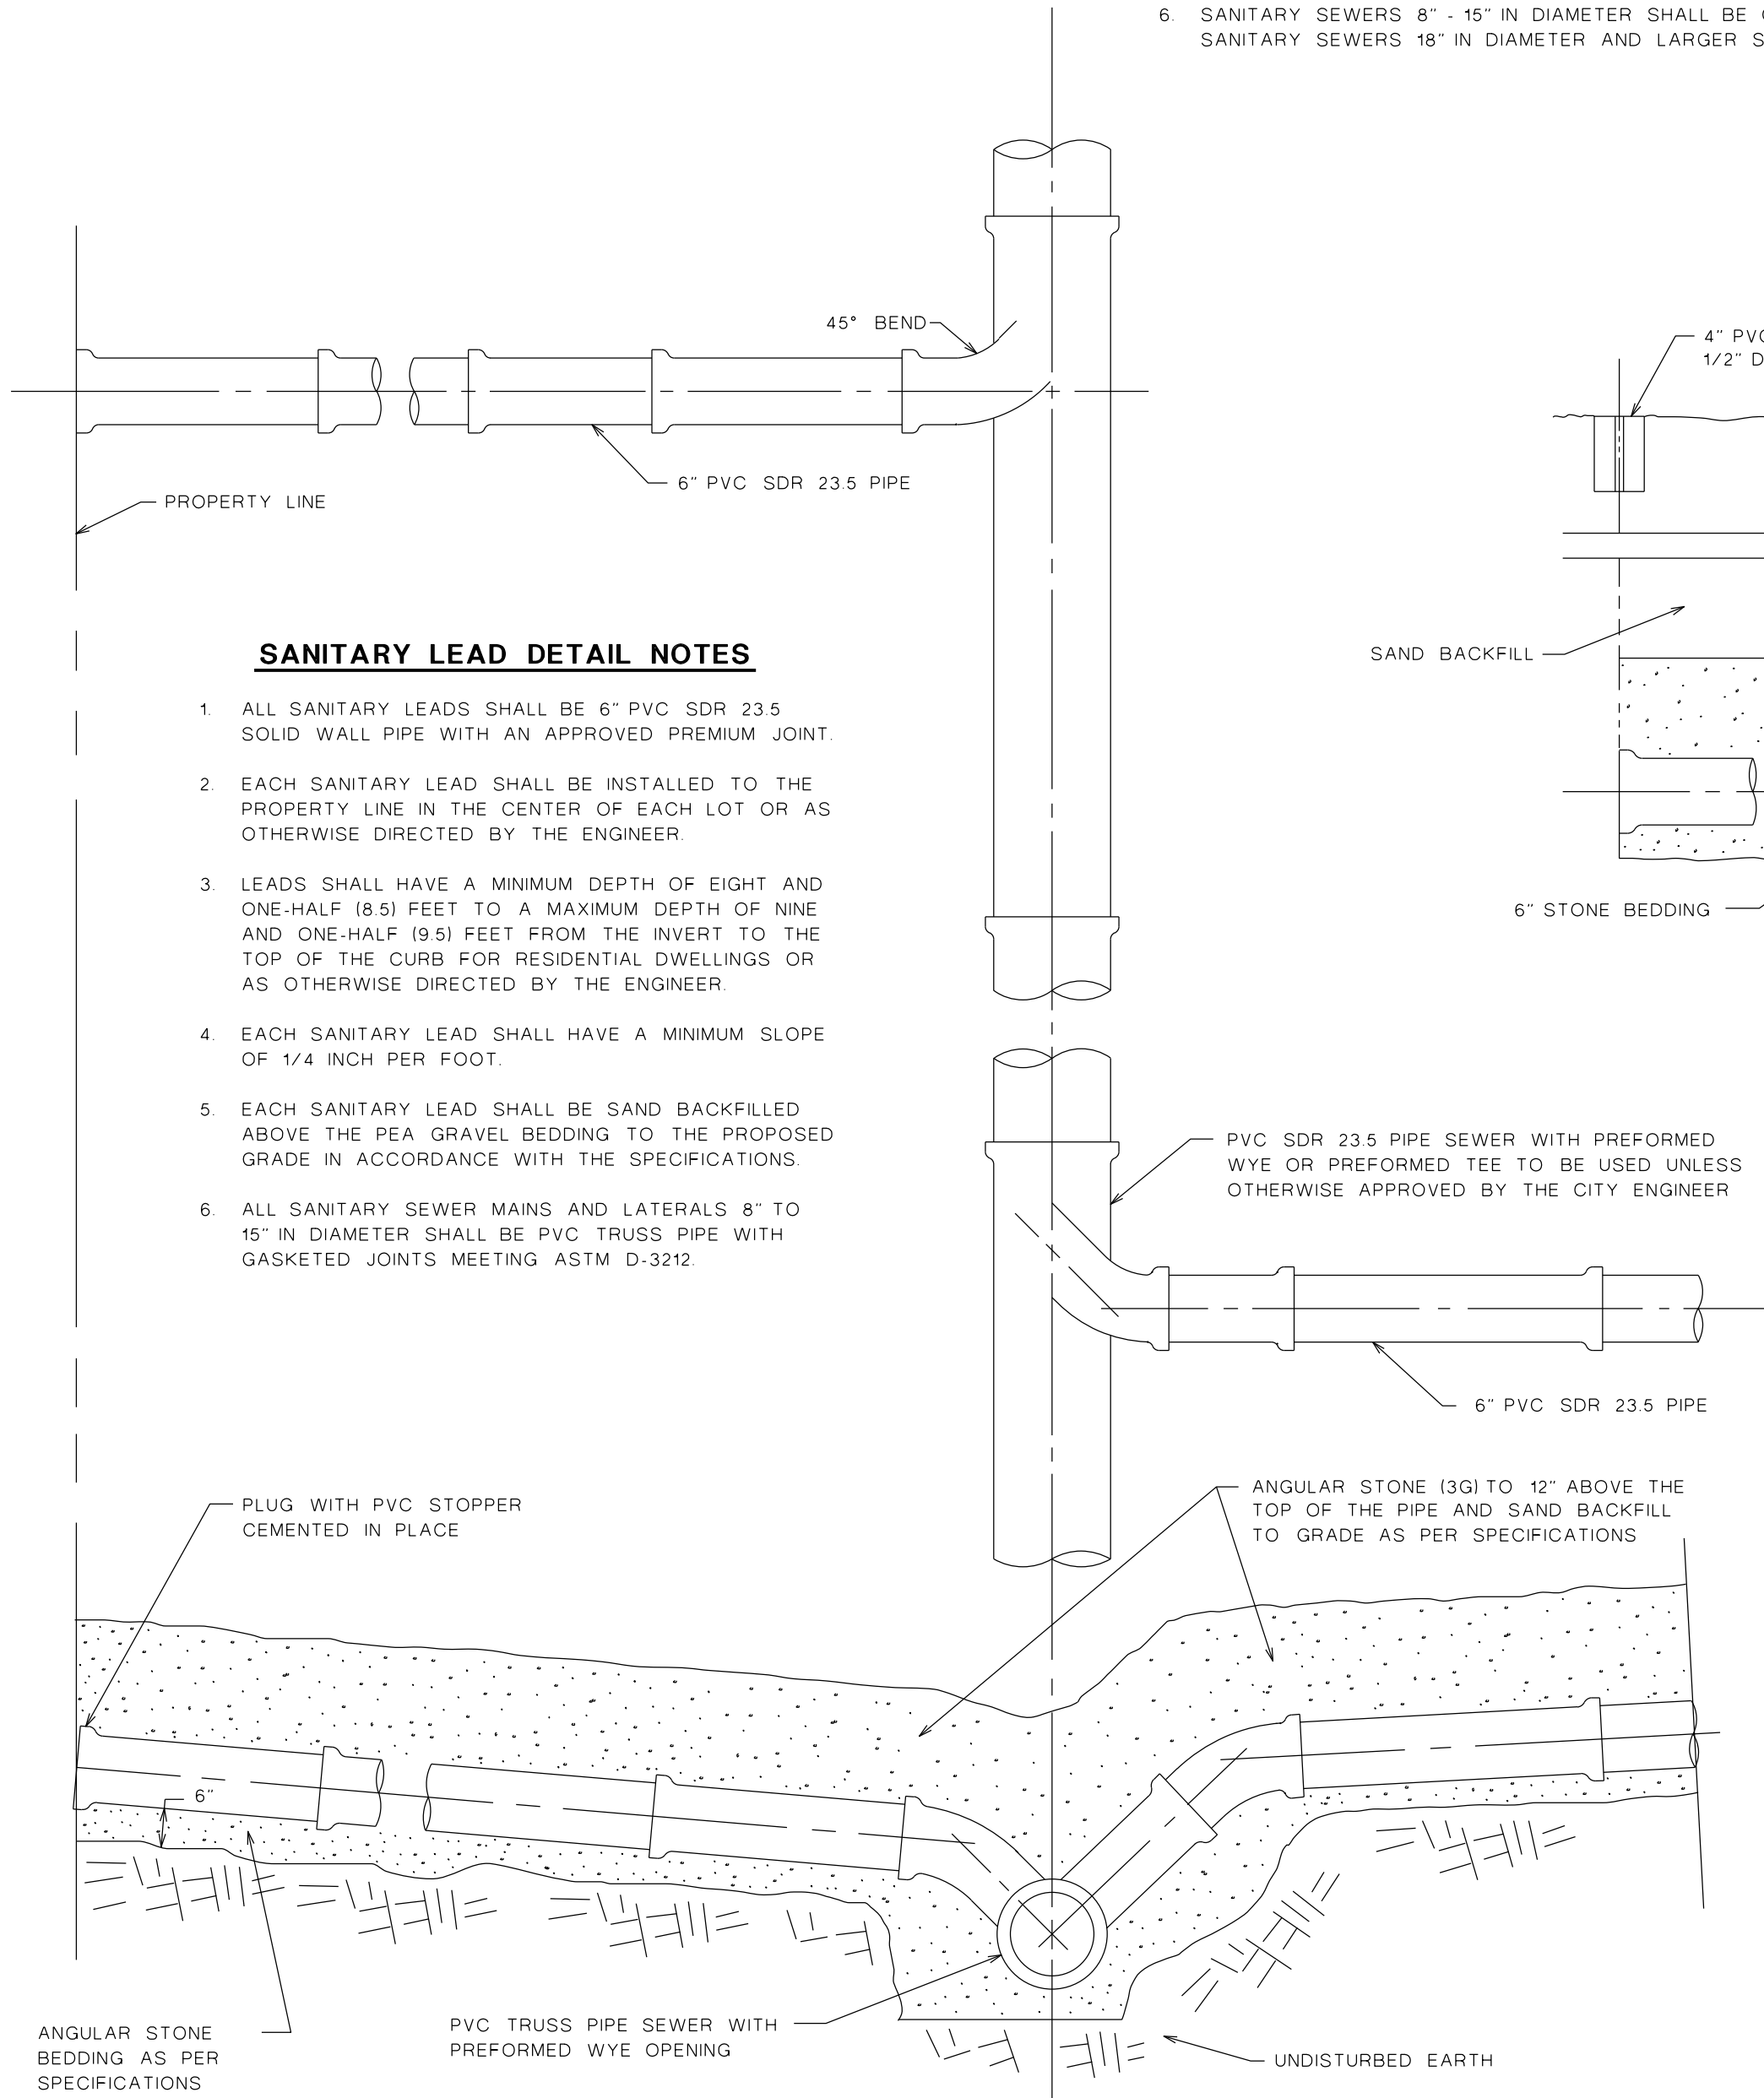 6. SANITARY SEWERS 8" - 15" IN DIAMETER SHALL BE
SANITARY SEWERS 18" IN DIAMETER AND LARGER
45° BEND
4" PVC
1/2"
6" PVC SDR 23.5 PIPE
PROPERTY LINE
SAND BACKFILL
SANITARY LEAD DETAIL NOTES
1. ALL SANITARY LEADS SHALL BE 6" PVC SDR 23.5
SOLID WALL PIPE WITH AN APPROVED PREMIUM JOINT.
2. EACH SANITARY LEAD SHALL BE INSTALLED TO THE
PROPERTY LINE IN THE CENTER OF EACH LOT OR AS
OTHERWISE DIRECTED BY THE ENGINEER.
3. LEADS SHALL HAVE A MINIMUM DEPTH OF EIGHT AND
ONE-HALF (8.5) FEET TO A MAXIMUM DEPTH OF NINE
AND ONE-HALF (9.5) FEET FROM THE INVERT TO THE
TOP OF THE CURB FOR RESIDENTIAL DWELLINGS OR
AS OTHERWISE DIRECTED BY THE ENGINEER.
4. EACH SANITARY LEAD SHALL HAVE A MINIMUM SLOPE
OF 1/4 INCH PER FOOT.
5. EACH SANITARY LEAD SHALL BE SAND BACKFILLED
ABOVE THE PEA GRAVEL BEDDING TO THE PROPOSED
GRADE IN ACCORDANCE WITH THE SPECIFICATIONS.
6. ALL SANITARY SEWER MAINS AND LATERALS 8" TO
15" IN DIAMETER SHALL BE PVC TRUSS PIPE WITH
GASKETED JOINTS MEETING ASTM D-3212.
6" STONE BEDDING
PVC SDR 23.5 PIPE SEWER WITH PREFORMED
WYE OR PREFORMED TEE TO BE USED UNLESS
OTHERWISE APPROVED BY THE CITY ENGINEER
6" PVC SDR 23.5 PIPE
PLUG WITH PVC STOPPER
CEMENTED IN PLACE
ANGULAR STONE (3G) TO 12" ABOVE THE
TOP OF THE PIPE AND SAND BACKFILL
TO GRADE AS PER SPECIFICATIONS
6"
ANGULAR STONE
BEDDING AS PER
SPECIFICATIONS
PVC TRUSS PIPE SEWER WITH
PREFORMED WYE OPENING
UNDISTURBED EARTH